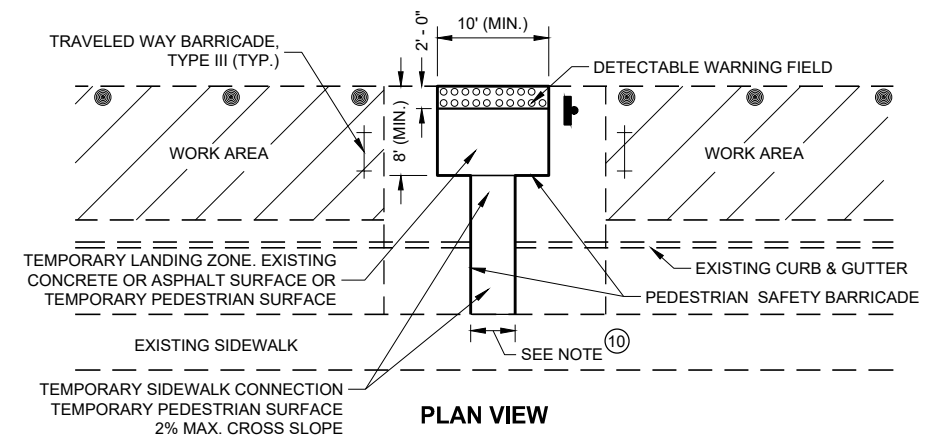 10' (MIN.)
2' - 0"
TRAVELED WAY BARRICADE,
TYPE III (TYP.)
DETECTABLE WARNING FIELD
8' (MIN.)
WORK AREA
WORK AREA
TEMPORARY LANDING ZONE. EXISTING
CONCRETE OR ASPHALT SURFACE OR
TEMPORARY PEDESTRIAN SURFACE
EXISTING CURB & GUTTER
PEDESTRIAN SAFETY BARRICADE
EXISTING SIDEWALK
SEE NOTE 10
TEMPORARY SIDEWALK CONNECTION
TEMPORARY PEDESTRIAN SURFACE
2% MAX. CROSS SLOPE
PLAN VIEW